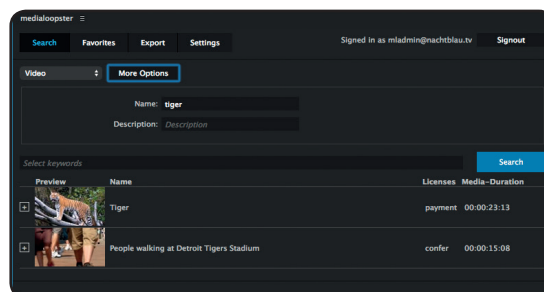 medialoopster
Search Favorites Export Settings Signed in as mladmin@nachtblau.tv Signout
Video More Options
Name: tiger
Description: Description
Select keywords Search
Preview Name Licenses Media-Duration
Tiger payment 00:00:23:13
People walking at Detroit Tigers Stadium confer 00:00:15:08